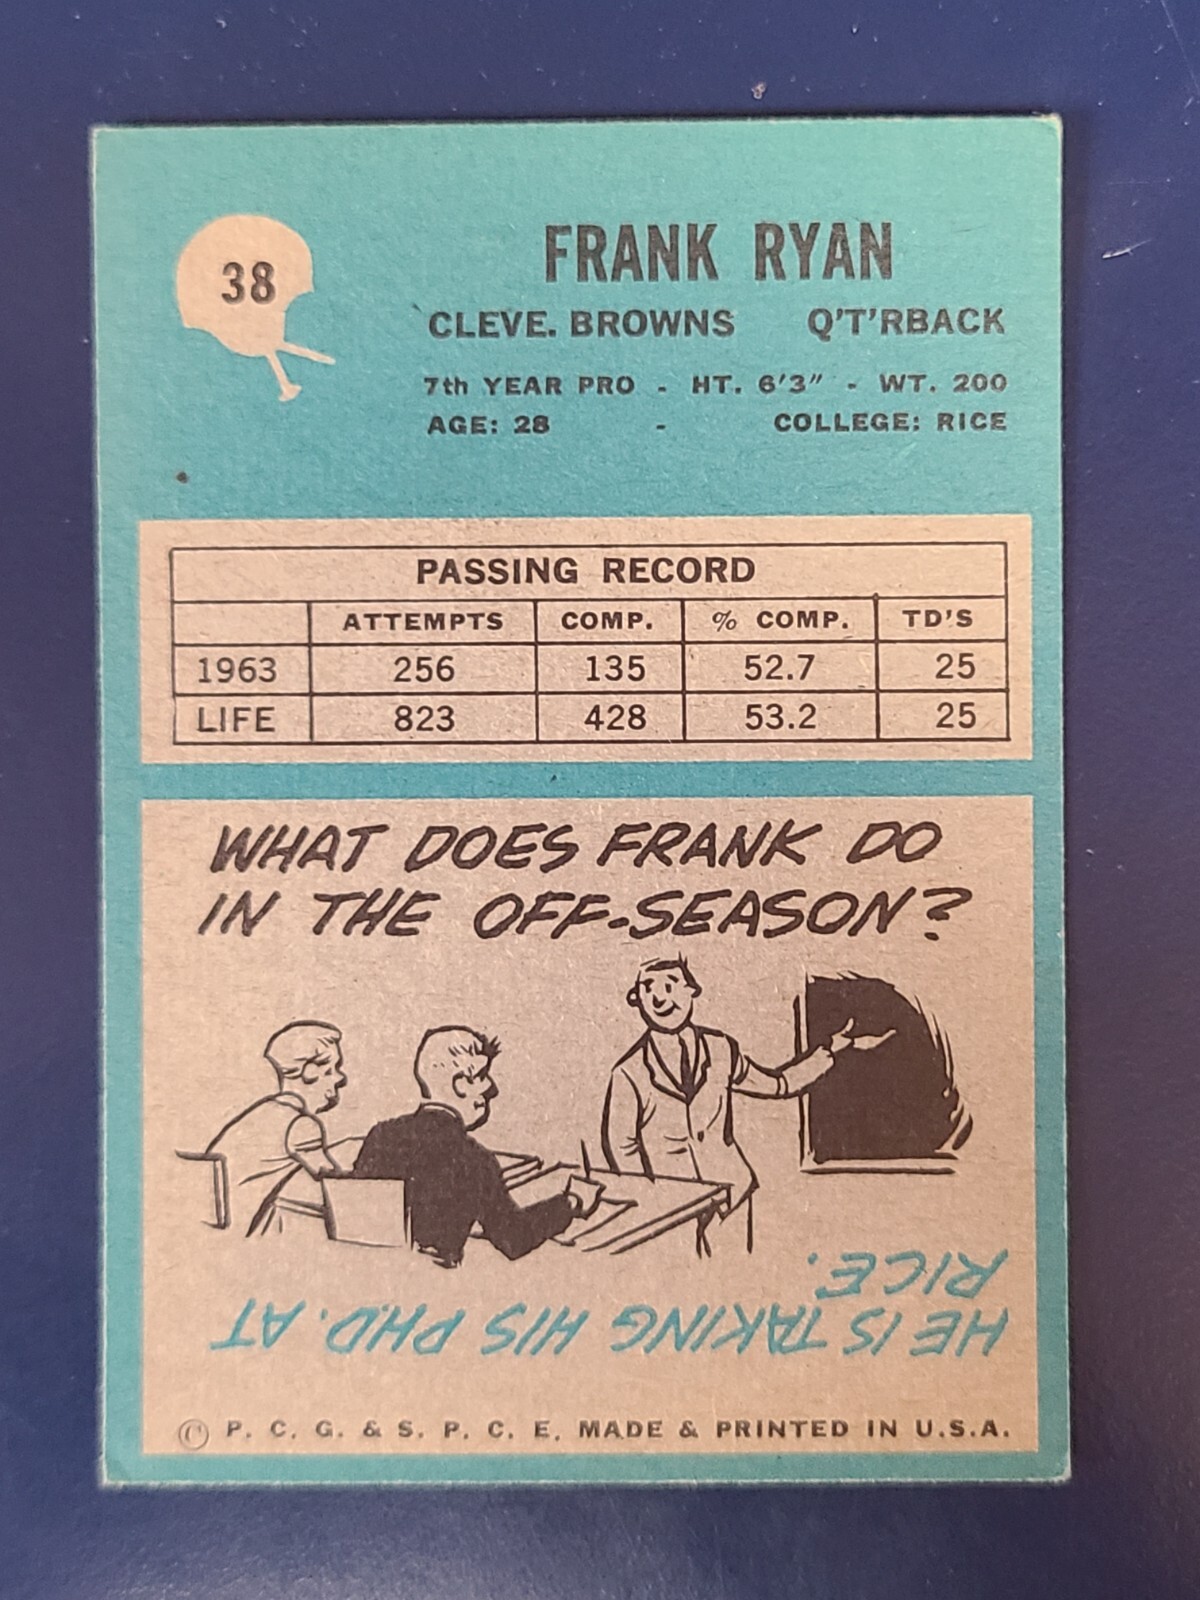 38
FRANK RYAN
CLEVE. BROWNS Q'T'RBACK
7th YEAR PRO - HT. 6'3" - WT. 200
AGE: 28 - COLLEGE: RICE
PASSING RECORD
ATTEMPTS COMP. % COMP. TD'S
1963 256 135 52.7 25
LIFE 823 428 53.2 25
WHAT DOES FRANK DO
IN THE OFF-SEASON?
HE IS TAKING HIS PH.D. AT
RICE.
© P. C. G. & S. P. C. E. MADE & PRINTED IN U.S.A.